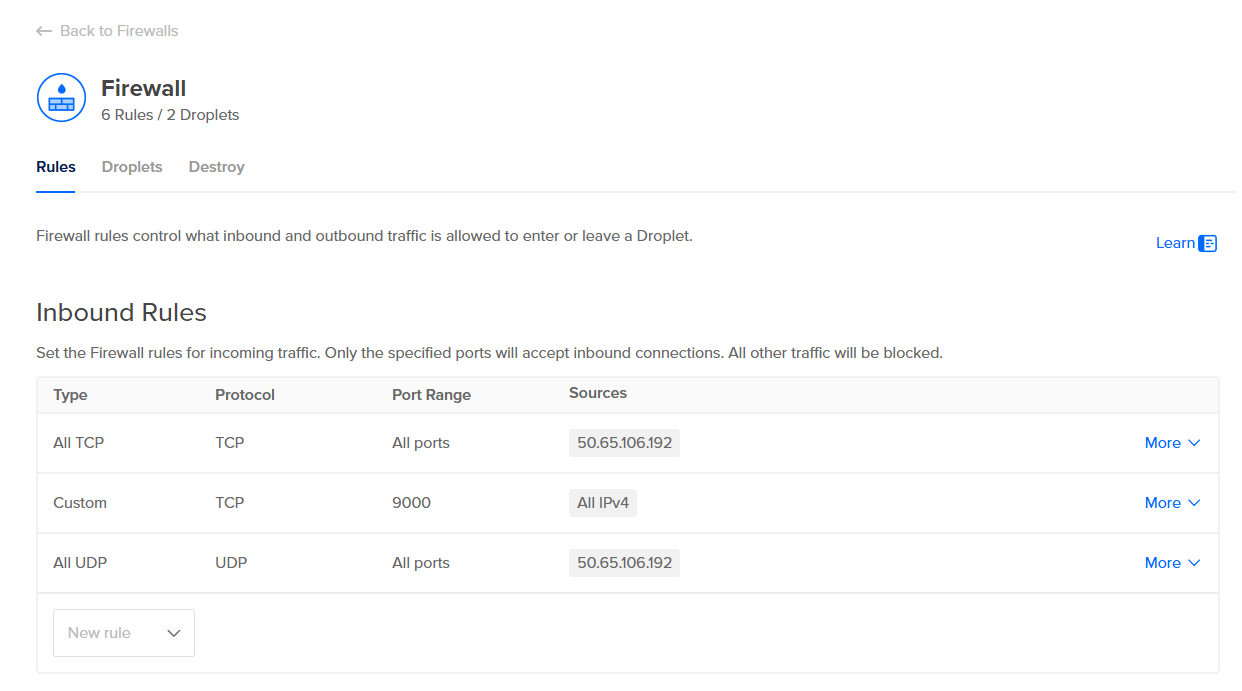 Back to Firewalls
Firewall
6 Rules / 2 Droplets
Rules Droplets Destroy
Firewall rules control what inbound and outbound traffic is allowed to enter or leave a Droplet.
Learn
Inbound Rules
Set the Firewall rules for incoming traffic. Only the specified ports will accept inbound connections. All other traffic will be blocked.
Type Protocol Port Range Sources
All TCP TCP All ports 50.65.106.192 More
Custom TCP 9000 All IPv4 More
All UDP UDP All ports 50.65.106.192 More
New rule